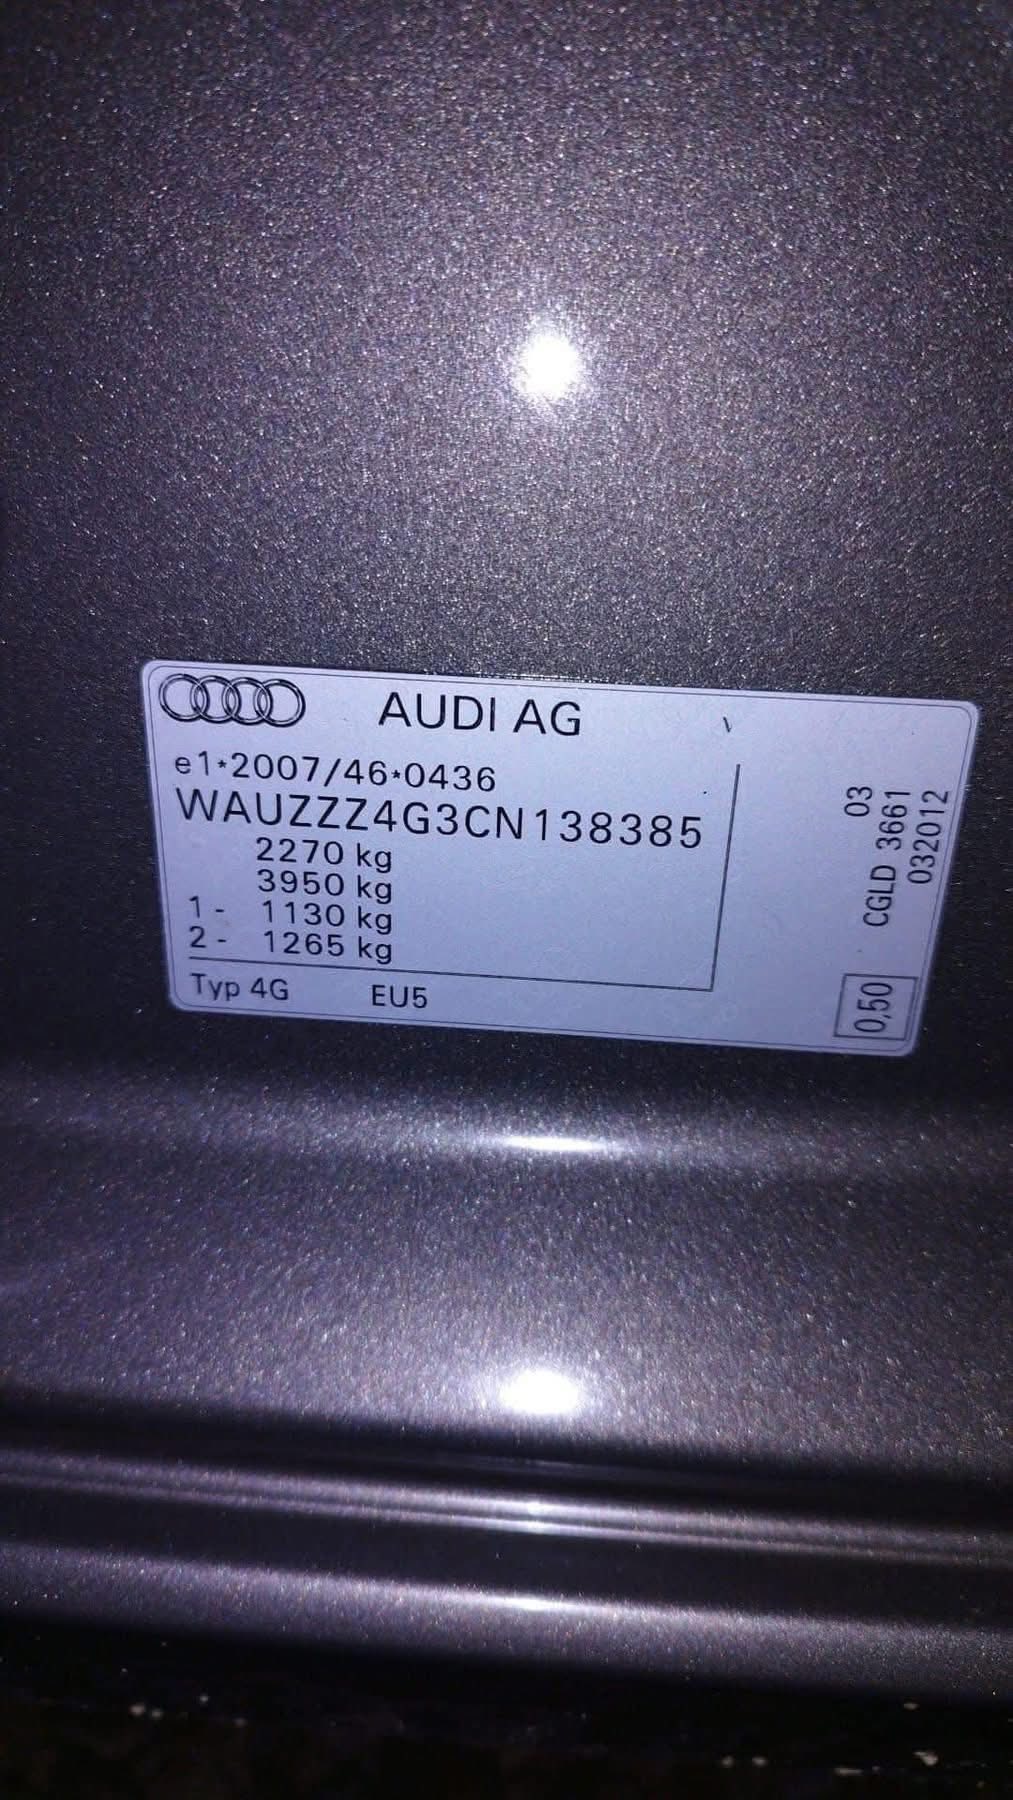 AUDI AG
e1*2007/46*0436
WAUZZZ4G3CN138385
2270 kg
3950 kg
1 - 1130 kg
2 - 1265 kg
Typ 4G EU5
03
CGLD 3661
032012
0,50